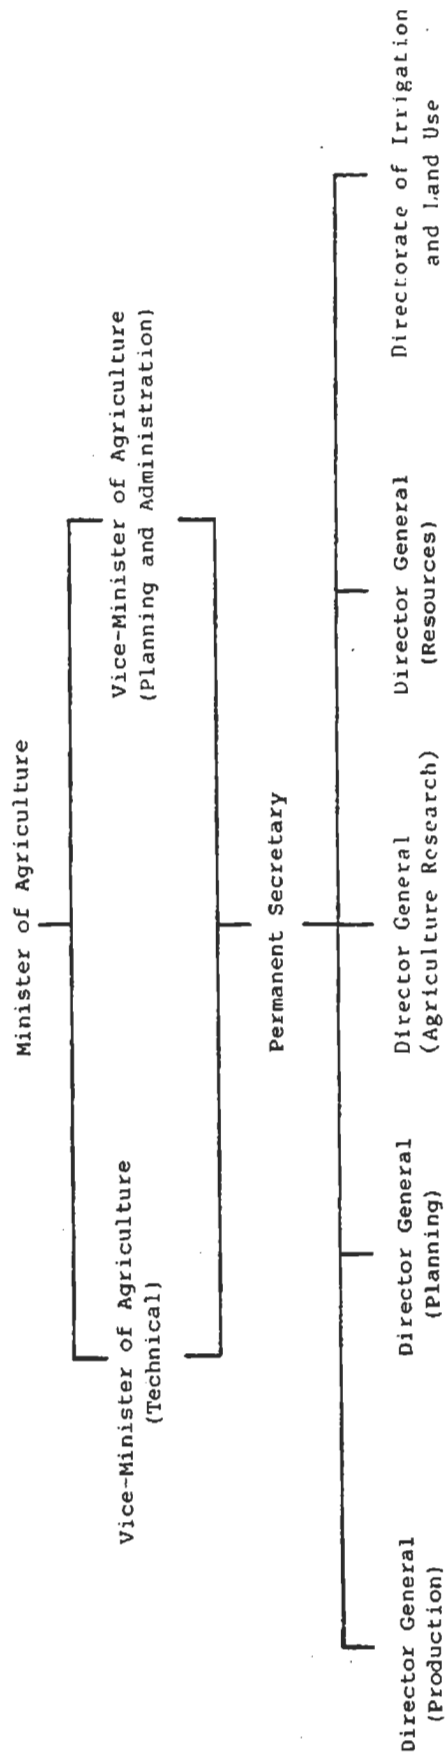 Minister of Agriculture
Vice-Minister of Agriculture
(Technical)
Vice-Minister of Agriculture
(Planning and Administration)
Permanent Secretary
Director General
(Production)
Director General
(Planning)
Director General
(Agriculture Research)
Director General
(Resources)
Directorate of Irrigation
and Land Use